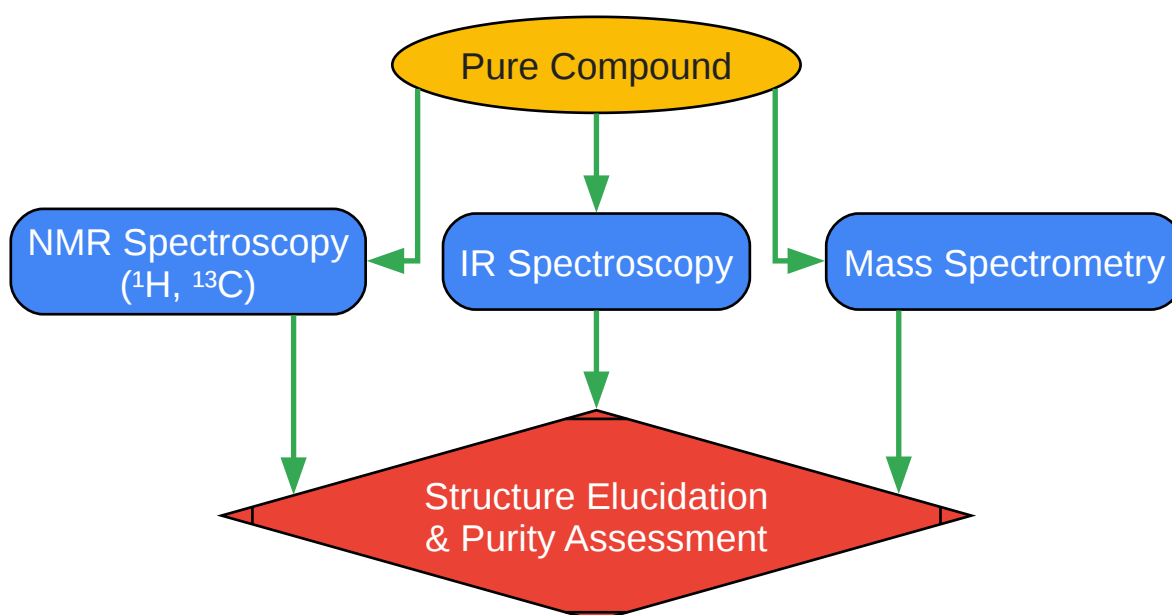 Pure Compound
NMR Spectroscopy
(¹H, ¹³C)
IR Spectroscopy
Mass Spectrometry
Structure Elucidation
& Purity Assessment